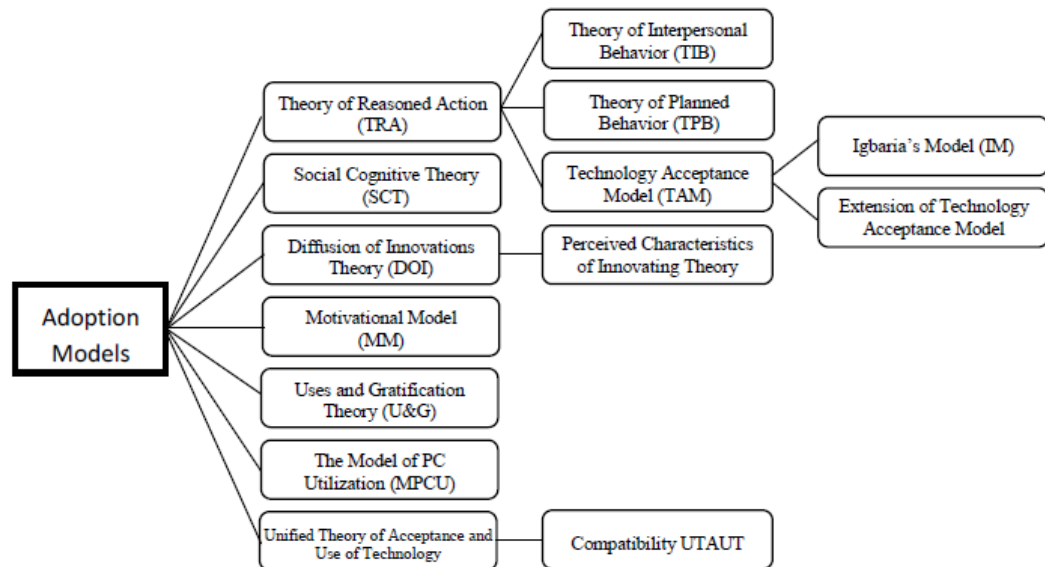 Adoption
Models
Theory of Reasoned Action
(TRA)
Social Cognitive Theory
(SCT)
Diffusion of Innovations
Theory (DOI)
Motivational Model
(MM)
Uses and Gratification
Theory (U&G)
The Model of PC
Utilization (MPCU)
Unified Theory of Acceptance and
Use of Technology
Theory of Interpersonal
Behavior (TIB)
Theory of Planned
Behavior (TPB)
Technology Acceptance
Model (TAM)
Perceived Characteristics
of Innovating Theory
Compatibility UTAUT
Igbaria's Model (IM)
Extension of Technology
Acceptance Model